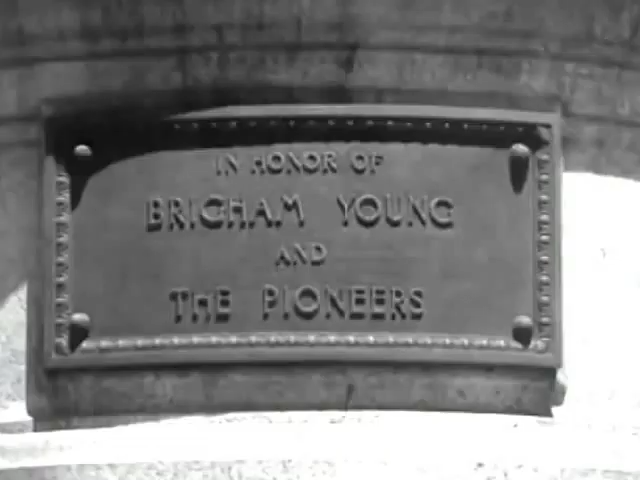 IN HONOR OF
BRIGHAM YOUNG
AND
THE PIONEERS